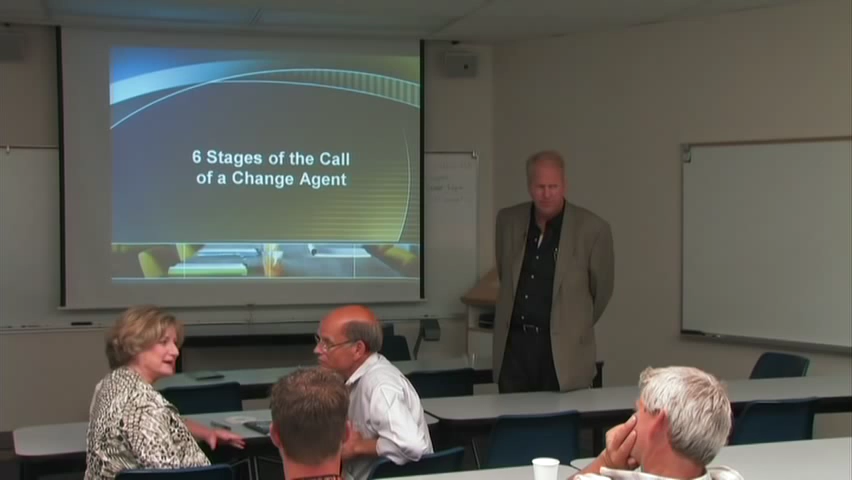 6 Stages of the Call
of a Change Agent